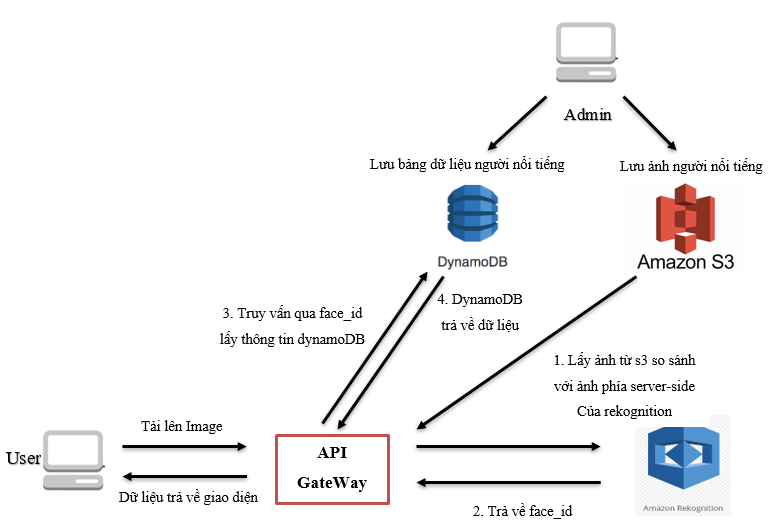 Admin
Lưu bảng dữ liệu người nổi tiếng
Lưu ảnh người nổi tiếng
DynamoDB
Amazon S3
3. Truy vấn qua face_id
lấy thông tin dynamoDB
4. DynamoDB
trả về dữ liệu
1. Lấy ảnh từ s3 so sánh
với ảnh phía server-side
Của rekognition
User
Tải lên Image
Dữ liệu trả về giao diện
API
GateWay
2. Trả về face_id
Amazon Rekognition